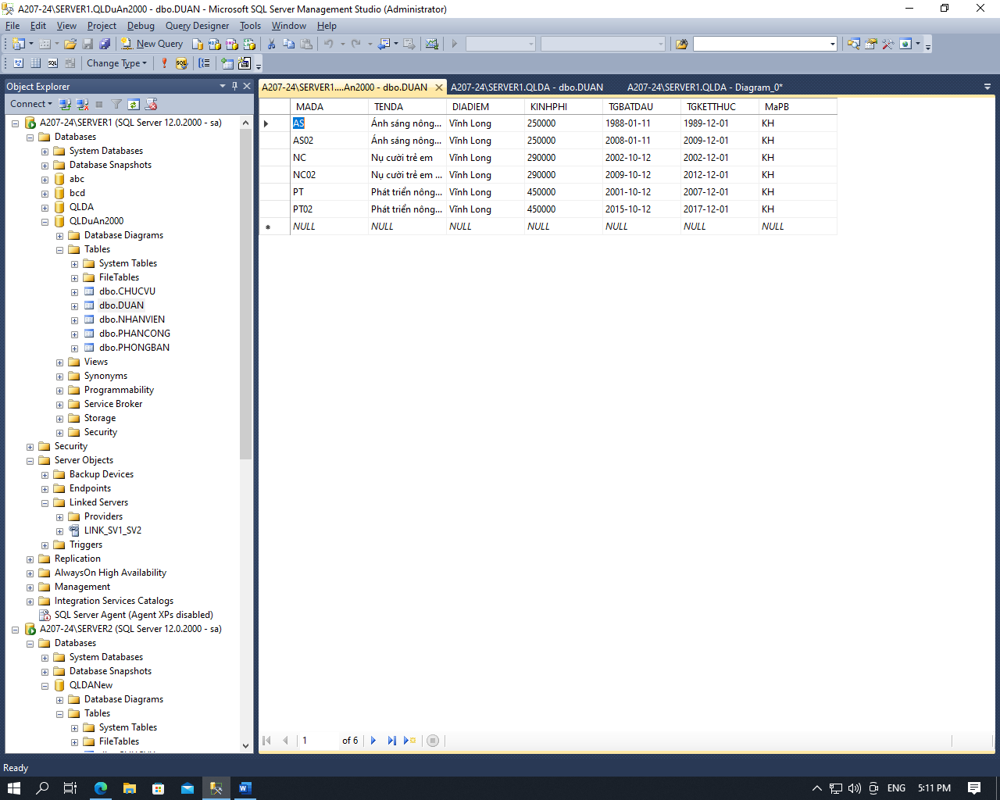 A207-24\SERVER1.QLDuAn2000 - dbo.DUAN - Microsoft SQL Server Management Studio (Administrator)
File Edit View Project Debug Query Designer Tools Window Help
New Query
Change Type
Object Explorer
Connect
A207-24\SERVER1 (SQL Server 12.0.2000 - sa)
Databases
System Databases
Database Snapshots
abc
bcd
QLDA
QLDuAn2000
Database Diagrams
Tables
System Tables
FileTables
dbo.CHUCVU
dbo.DUAN
dbo.NHANVIEN
dbo.PHANCONG
dbo.PHONGBAN
Views
Synonyms
Programmability
Service Broker
Storage
Security
Security
Server Objects
Backup Devices
Endpoints
Linked Servers
Providers
LINK_SV1_SV2
Triggers
Replication
AlwaysOn High Availability
Management
Integration Services Catalogs
SQL Server Agent (Agent XPs disabled)
A207-24\SERVER2 (SQL Server 12.0.2000 - sa)
Databases
System Databases
Database Snapshots
QLDANew
Database Diagrams
Tables
System Tables
FileTables
A207-24\SERVER1....An2000 - dbo.DUAN A207-24\SERVER1.QLDA - dbo.DUAN A207-24\SERVER1.QLDA - Diagram_0*
MADA TENDA DIADIEM KINHPHI TGBATDAU TGKETTHUC MaPB
AS Ánh sáng nông... Vĩnh Long 250000 1988-01-11 1989-12-01 KH
AS02 Ánh sáng nông... Vĩnh Long 250000 2008-01-11 2009-12-01 KH
NC Nụ cười trẻ em Vĩnh Long 290000 2002-10-12 2002-12-01 KH
NC02 Nụ cười trẻ em ... Vĩnh Long 290000 2009-10-12 2012-12-01 KH
PT Phát triển nông... Vĩnh Long 450000 2001-10-12 2007-12-01 KH
PT02 Phát triển nông... Vĩnh Long 450000 2015-10-12 2017-12-01 KH
NULL NULL NULL NULL NULL NULL NULL
1 of 6
Ready
ENG 5:11 PM